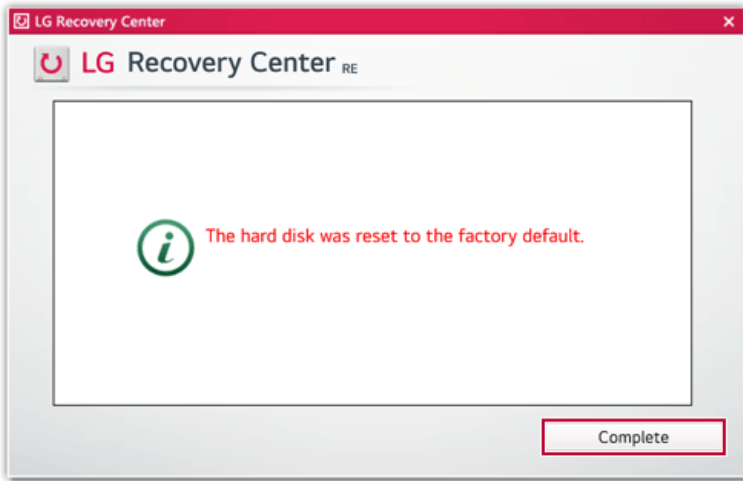 LG Recovery Center
LG Recovery Center RE
The hard disk was reset to the factory default.
Complete